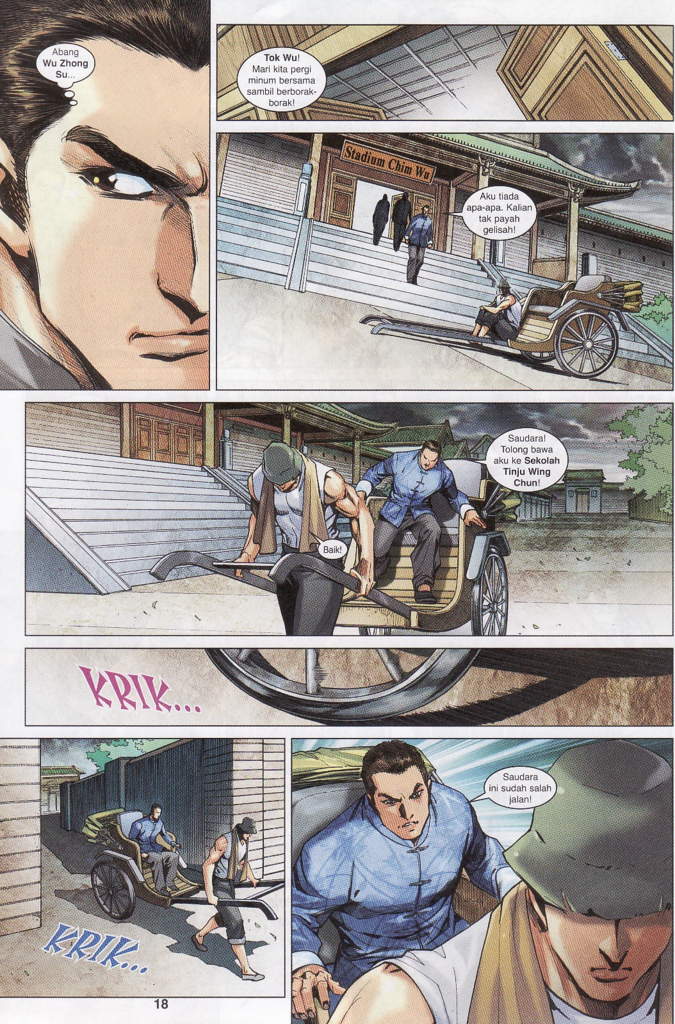 Abang
Wu Zhong
Su...
Tok Wu!
Mari kita pergi
minum bersama
sambil berborak-
borak!
Stadium Chim Wu
Aku tiada
apa-apa. Kalian
tak payah
gelisah!
Saudara!
Tolong bawa
aku ke Sekolah
Tinju Wing
Chun!
Baik!
KRIK...
KRIK...
Saudara
ini sudah salah
jalan!
18